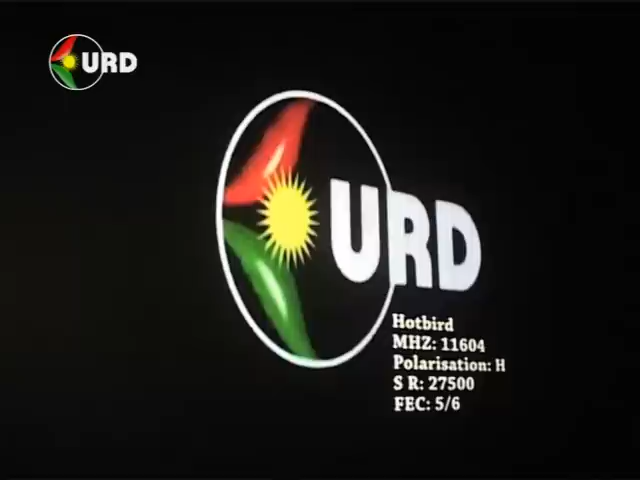 URD
URD
Hotbird
MHZ: 11604
Polarisation: H
S R: 27500
FEC: 5/6